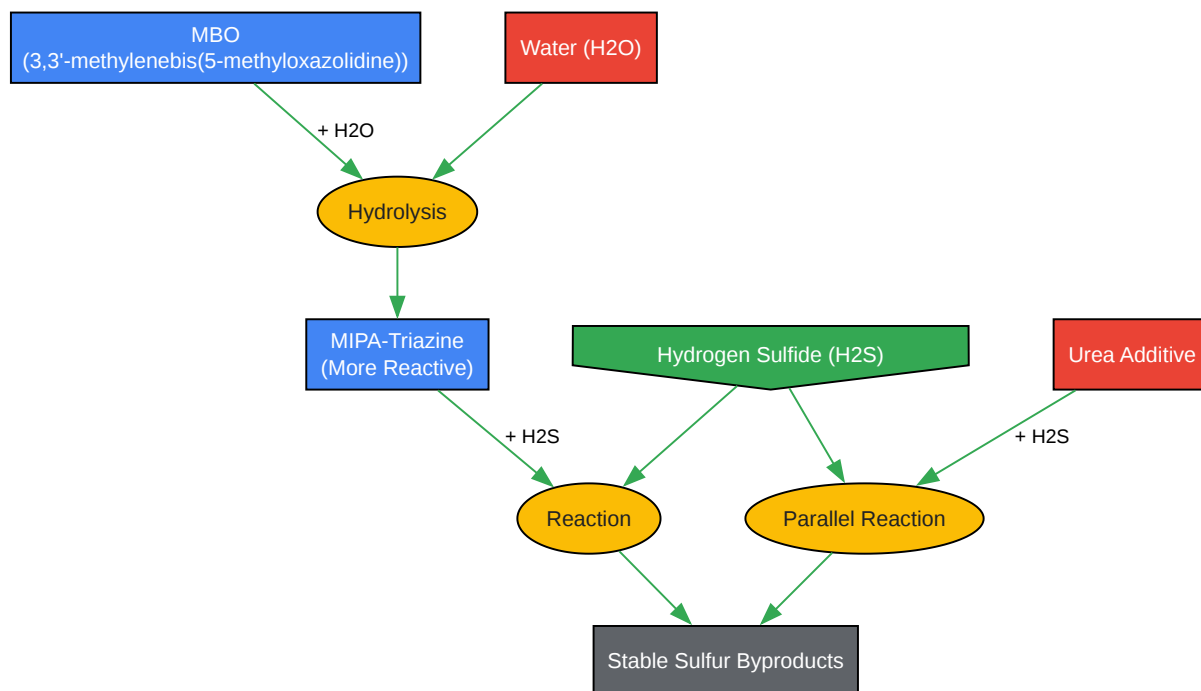 MBO
(3,3'-methylenebis(5-methyloxazolidine))
Water (H2O)
+ H2O
Hydrolysis
MIPA-Triazine
(More Reactive)
Hydrogen Sulfide (H2S)
Urea Additive
+ H2S
+ H2S
Reaction
Parallel Reaction
Stable Sulfur Byproducts